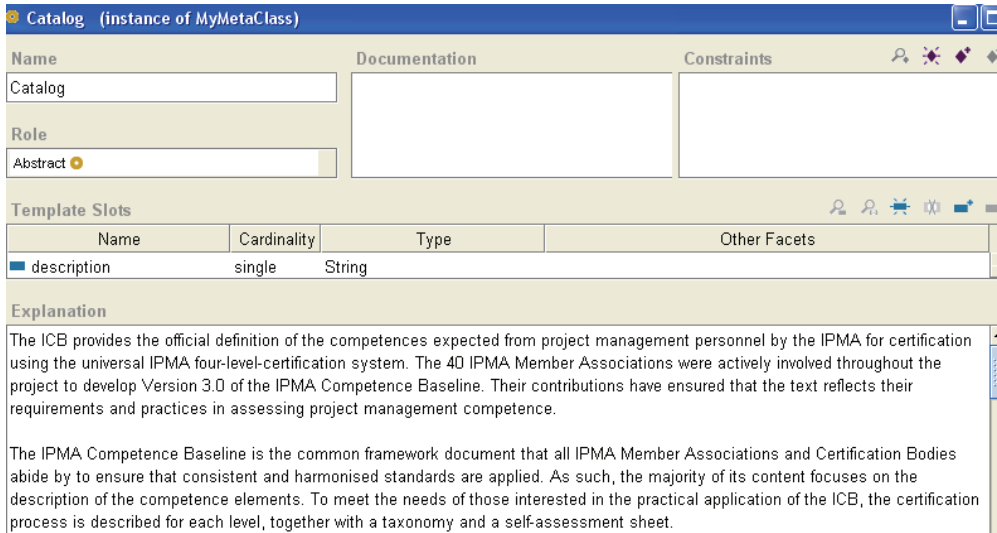 Catalog (instance of MyMetaClass)
Name
Documentation
Constraints
Catalog
Role
Abstract
Template Slots
Name Cardinality Type Other Facets
description single String
Explanation
The ICB provides the official definition of the competences expected from project management personnel by the IPMA for certification
using the universal IPMA four-level-certification system. The 40 IPMA Member Associations were actively involved throughout the
project to develop Version 3.0 of the IPMA Competence Baseline. Their contributions have ensured that the text reflects their
requirements and practices in assessing project management competence.
The IPMA Competence Baseline is the common framework document that all IPMA Member Associations and Certification Bodies
abide by to ensure that consistent and harmonised standards are applied. As such, the majority of its content focuses on the
description of the competence elements. To meet the needs of those interested in the practical application of the ICB, the certification
process is described for each level, together with a taxonomy and a self-assessment sheet.